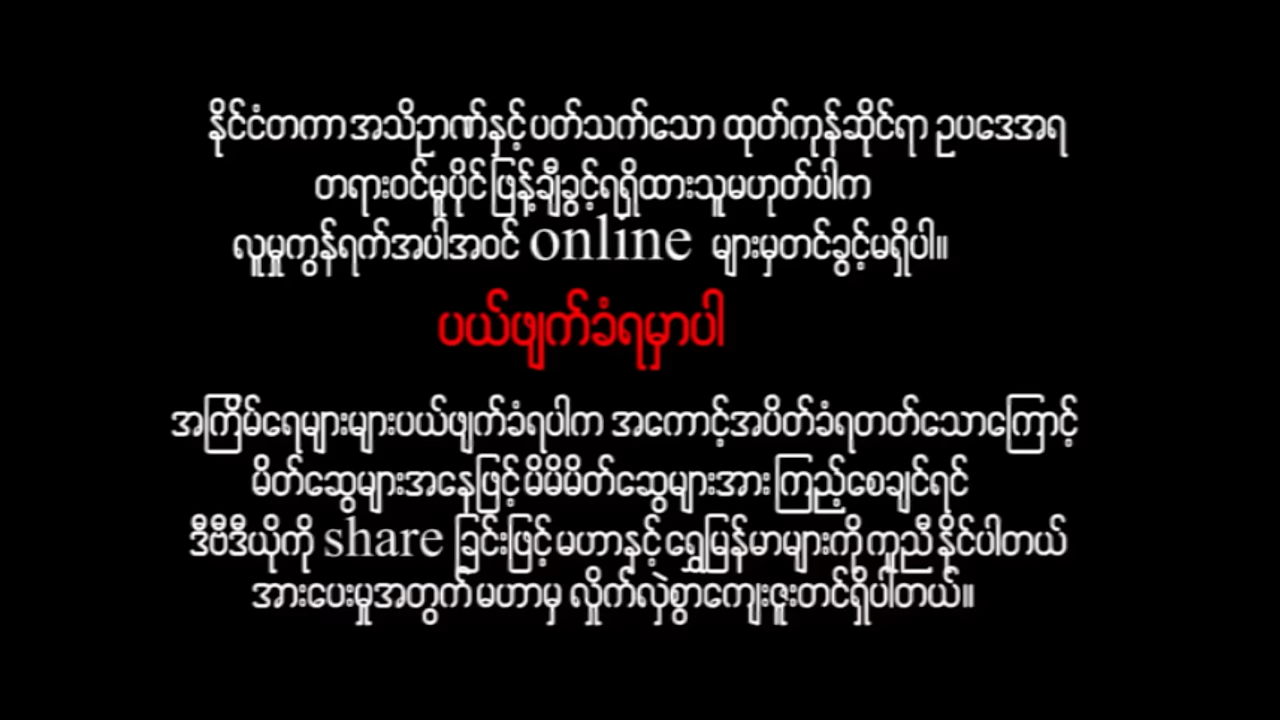 နိုင်ငံတကာ အသိဉာဏ်နှင့် ပတ်သက်သော ထုတ်ကုန်ဆိုင်ရာ ဥပဒေအရ
တရားဝင်မူပိုင် ဖြန့်ချီခွင့်ရရှိထားသူမဟုတ်ပါက
လူမှုကွန်ရက်အပါအဝင် online များမှတင်ခွင့်မရှိပါ။
ပယ်ဖျက်ခံရမှာပါ
အကြိမ်ရေများများပယ်ဖျက်ခံရပါက အကောင့်အပိတ်ခံရတတ်သောကြောင့်
မိတ်ဆွေများအနေဖြင့် မိမိမိတ်ဆွေများအား ကြည့်စေချင်ရင်
ဒီဗီဒီယိုကို share ခြင်းဖြင့် မဟာနှင့် ရွှေမြန်မာများကို ကူညီ နိုင်ပါတယ်
အားပေးမှုအတွက် မဟာမှ လှိုက်လှဲစွာကျေးဇူးတင်ရှိပါတယ်။